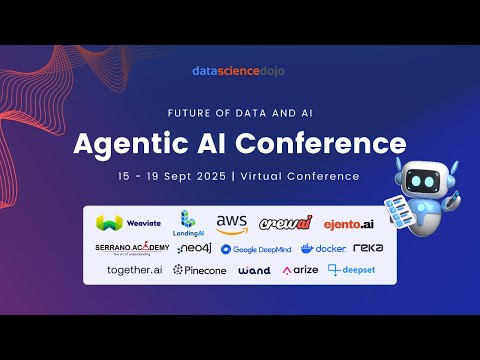 datasciencedojo
FUTURE OF DATA AND AI
Agentic AI Conference
15 - 19 Sept 2025 | Virtual Conference
Weaviate LandingAI aws crewai ejento.ai
SERRANO.ACADEMY neo4j Google DeepMind docker reka
the art of understanding
together.ai Pinecone wand arize deepset